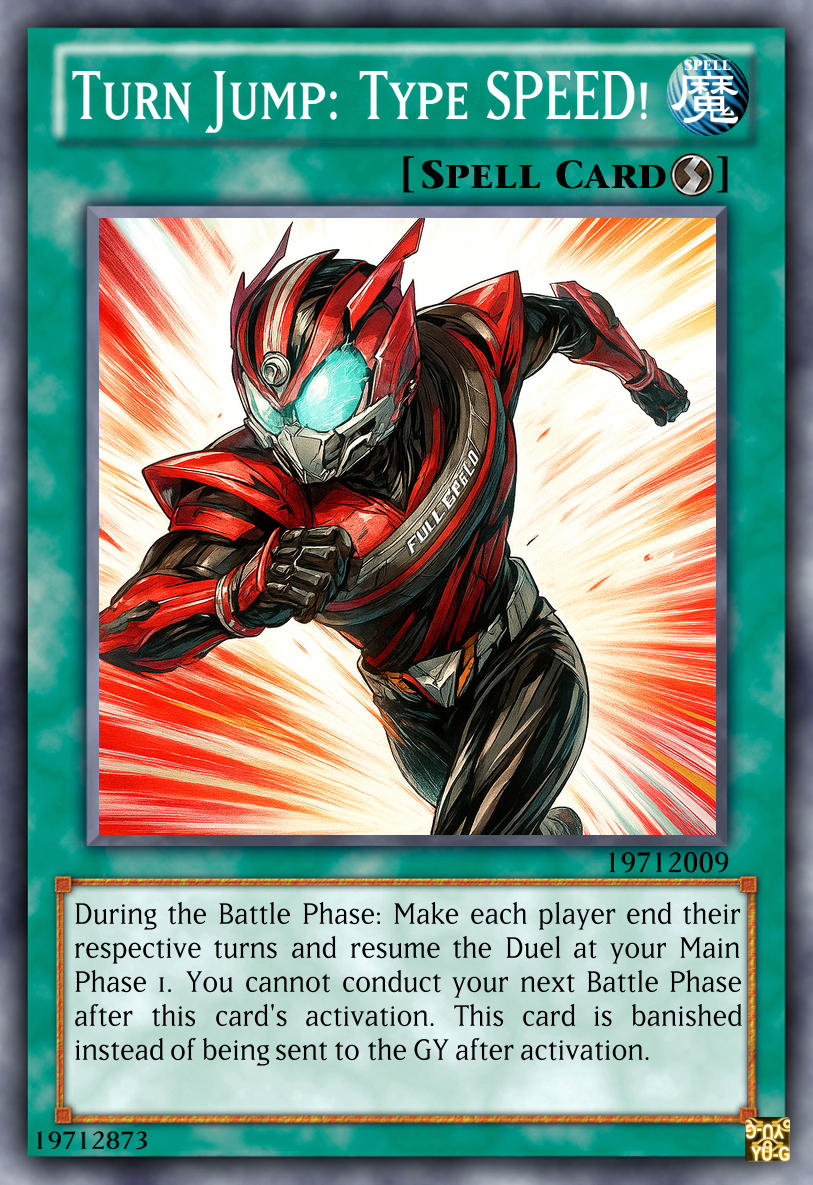 Turn Jump: Type SPEED!
SPELL
魔
[Spell Card]
FULL
19712009
During the Battle Phase: Make each player end their
respective turns and resume the Duel at your Main
Phase 1. You cannot conduct your next Battle Phase
after this card's activation. This card is banished
instead of being sent to the GY after activation.
19712873